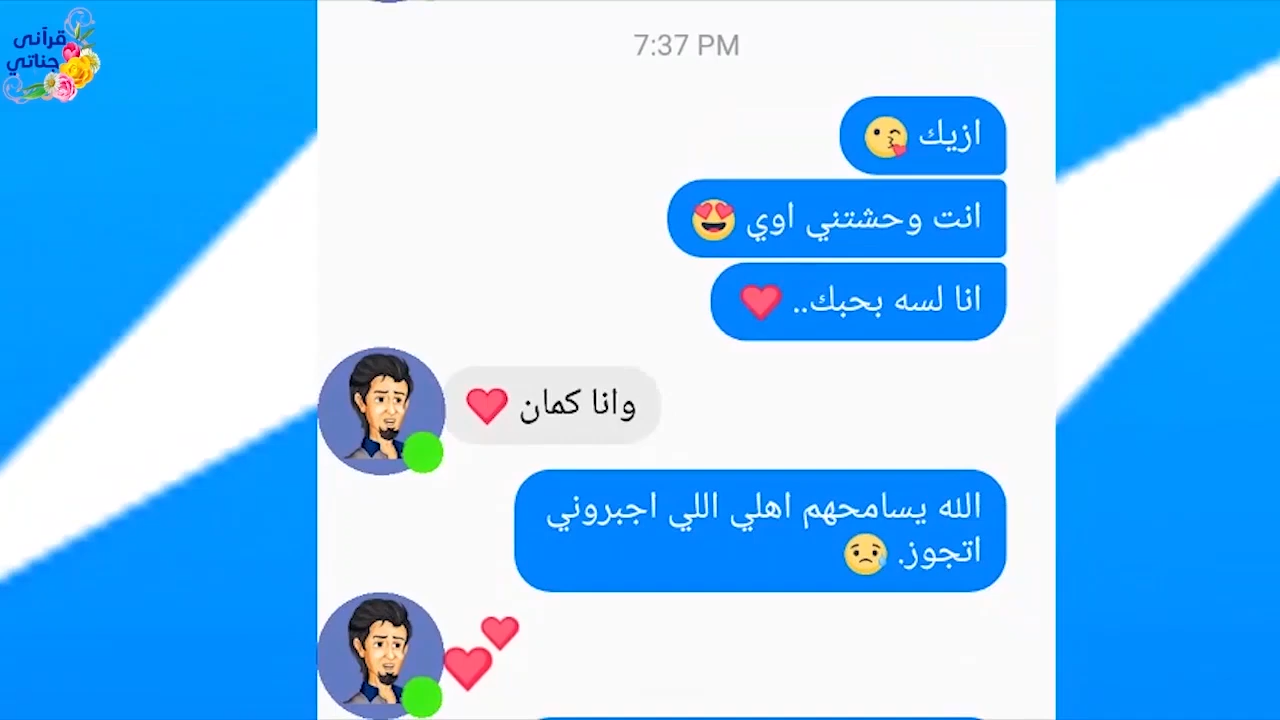 قرآنى
جناتي
7:37 PM
ازيك 😘
انت وحشتني اوي 😍
انا لسه بحبك.. ❤️
وانا كمان ❤️
الله يسامحهم اهلي اللي اجبروني
اتجوز. 😢
💕